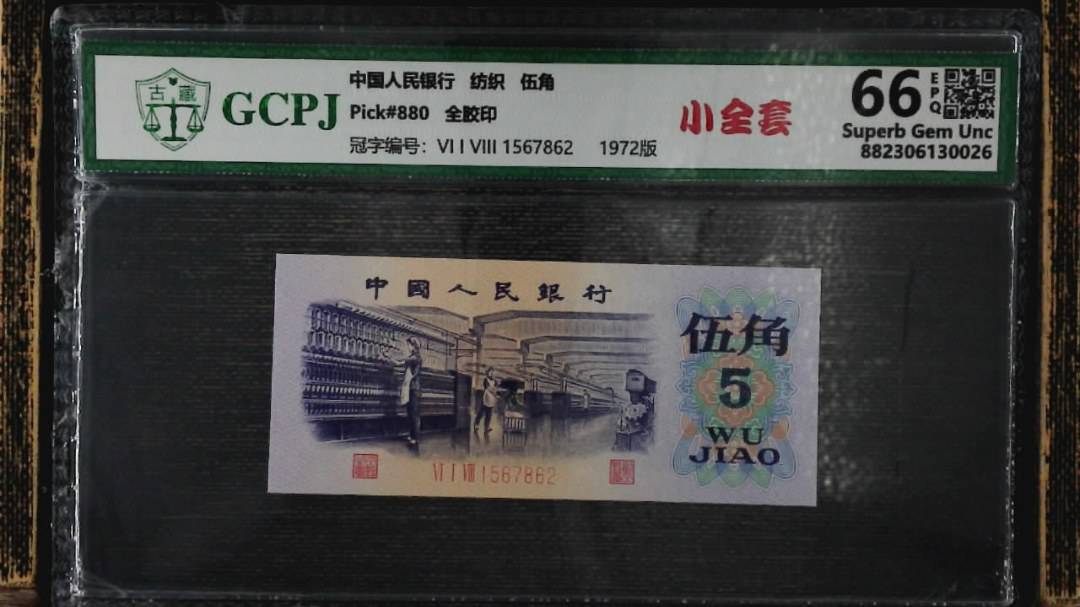 古 藏
GCPJ
中国人民银行 纺织 伍角
Pick#880 全胶印
冠字编号：VI I VIII 1567862 1972版
小全套
66
EPQ
Superb Gem Unc
882306130026
中國人民銀行
伍角
5
WU
JIAO
VI I VIII 1567862